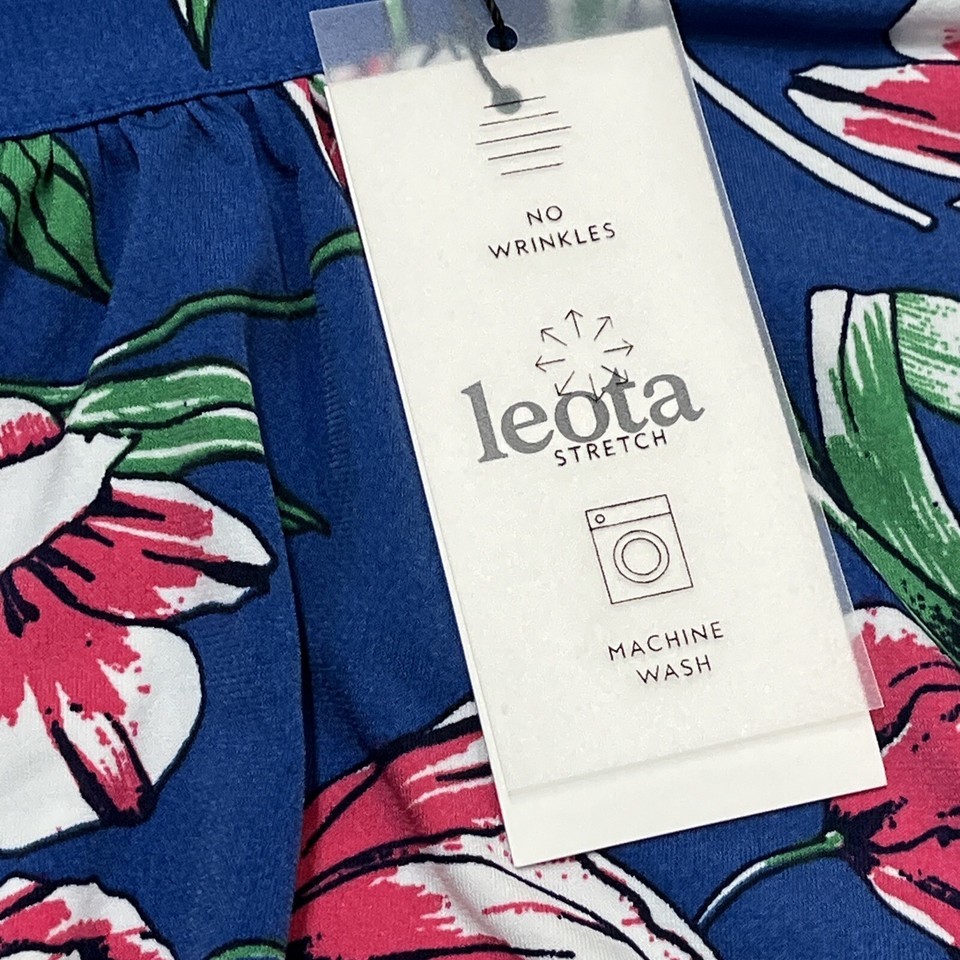 NO
WRINKLES
leota
STRETCH
MACHINE
WASH